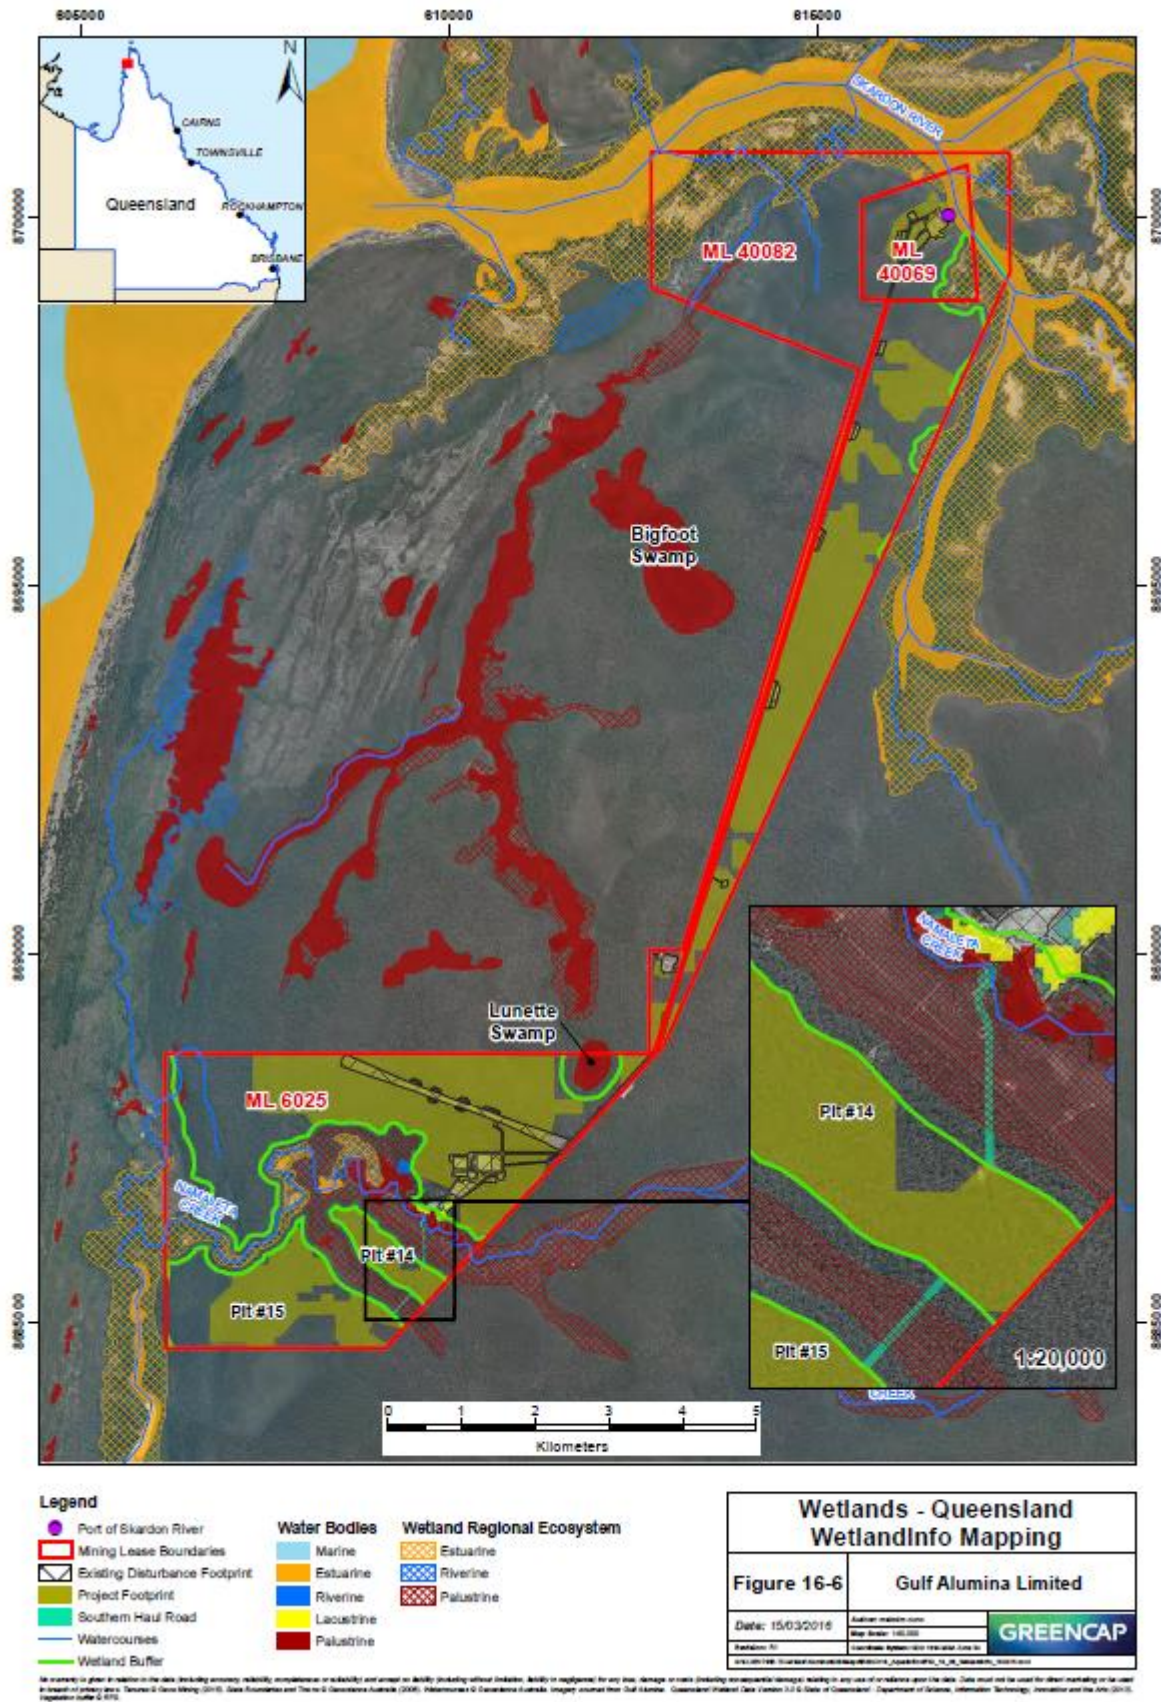 605000
610000
615000
N
CAIRNS
TOWNSVILLE
Queensland
ROCKHAMPTON
BRISBANE
SKARDON RIVER
8700000
8700000
ML 40082
ML
40069
Bigfoot
Swamp
8695000
8695000
8690000
8690000
Lunette
Swamp
NAMALETA
CREEK
ML 6025
NAMALETA
CREEK
Pit #14
Pit #14
Pit #15
Pit #15
1:20,000
8685000
8685000
CREEK
0 1 2 3 4 5
Kilometers
Legend
Port of Skardon River
Mining Lease Boundaries
Existing Disturbance Footprint
Project Footprint
Southern Haul Road
Watercourses
Wetland Buffer
Water Bodies
Marine
Estuarine
Riverine
Lacustrine
Palustrine
Wetland Regional Ecosystem
Estuarine
Riverine
Palustrine
Wetlands - Queensland
WetlandInfo Mapping
Figure 16-6
Gulf Alumina Limited
Date: 15/03/2016
GREENCAP